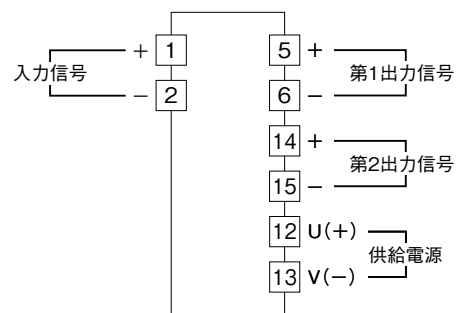 入力信号
+ 1
− 2
5 +
第1出力信号
6 −
14 +
第2出力信号
15 −
12 U(+)
供給電源
13 V(−)